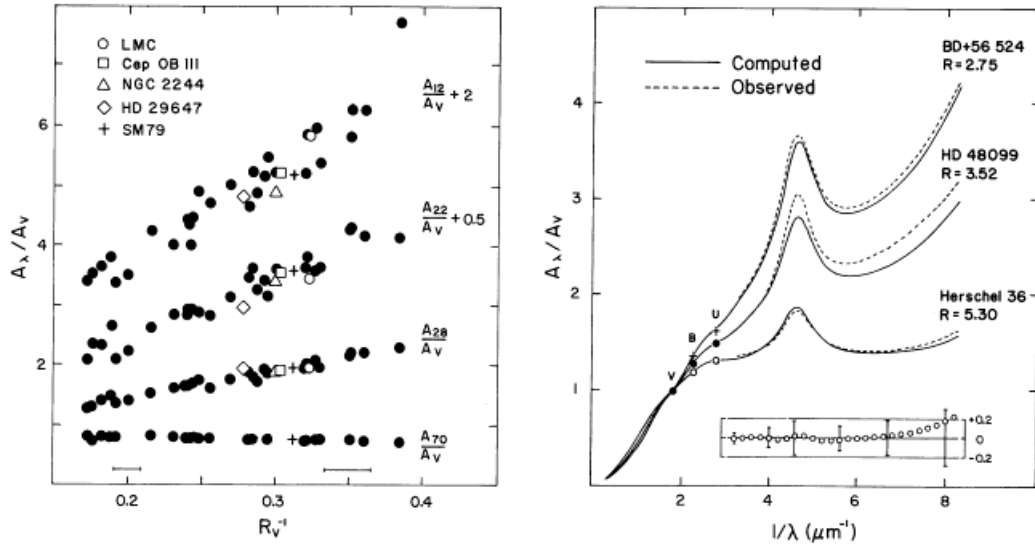 ○ LMC
□ Cep OB III
△ NGC 2244
◇ HD 29647
+ SM79
A12/AV + 2
A22/AV + 0.5
A28/AV
A70/AV
6
4
2
Aλ/AV
0.2
0.3
0.4
RV⁻¹
Computed
Observed
BD+56 524
R = 2.75
HD 48099
R = 3.52
Herschel 36
R = 5.30
U
B
V
+0.2
0
-0.2
4
3
2
1
Aλ/AV
2
4
6
8
1/λ (μm⁻¹)